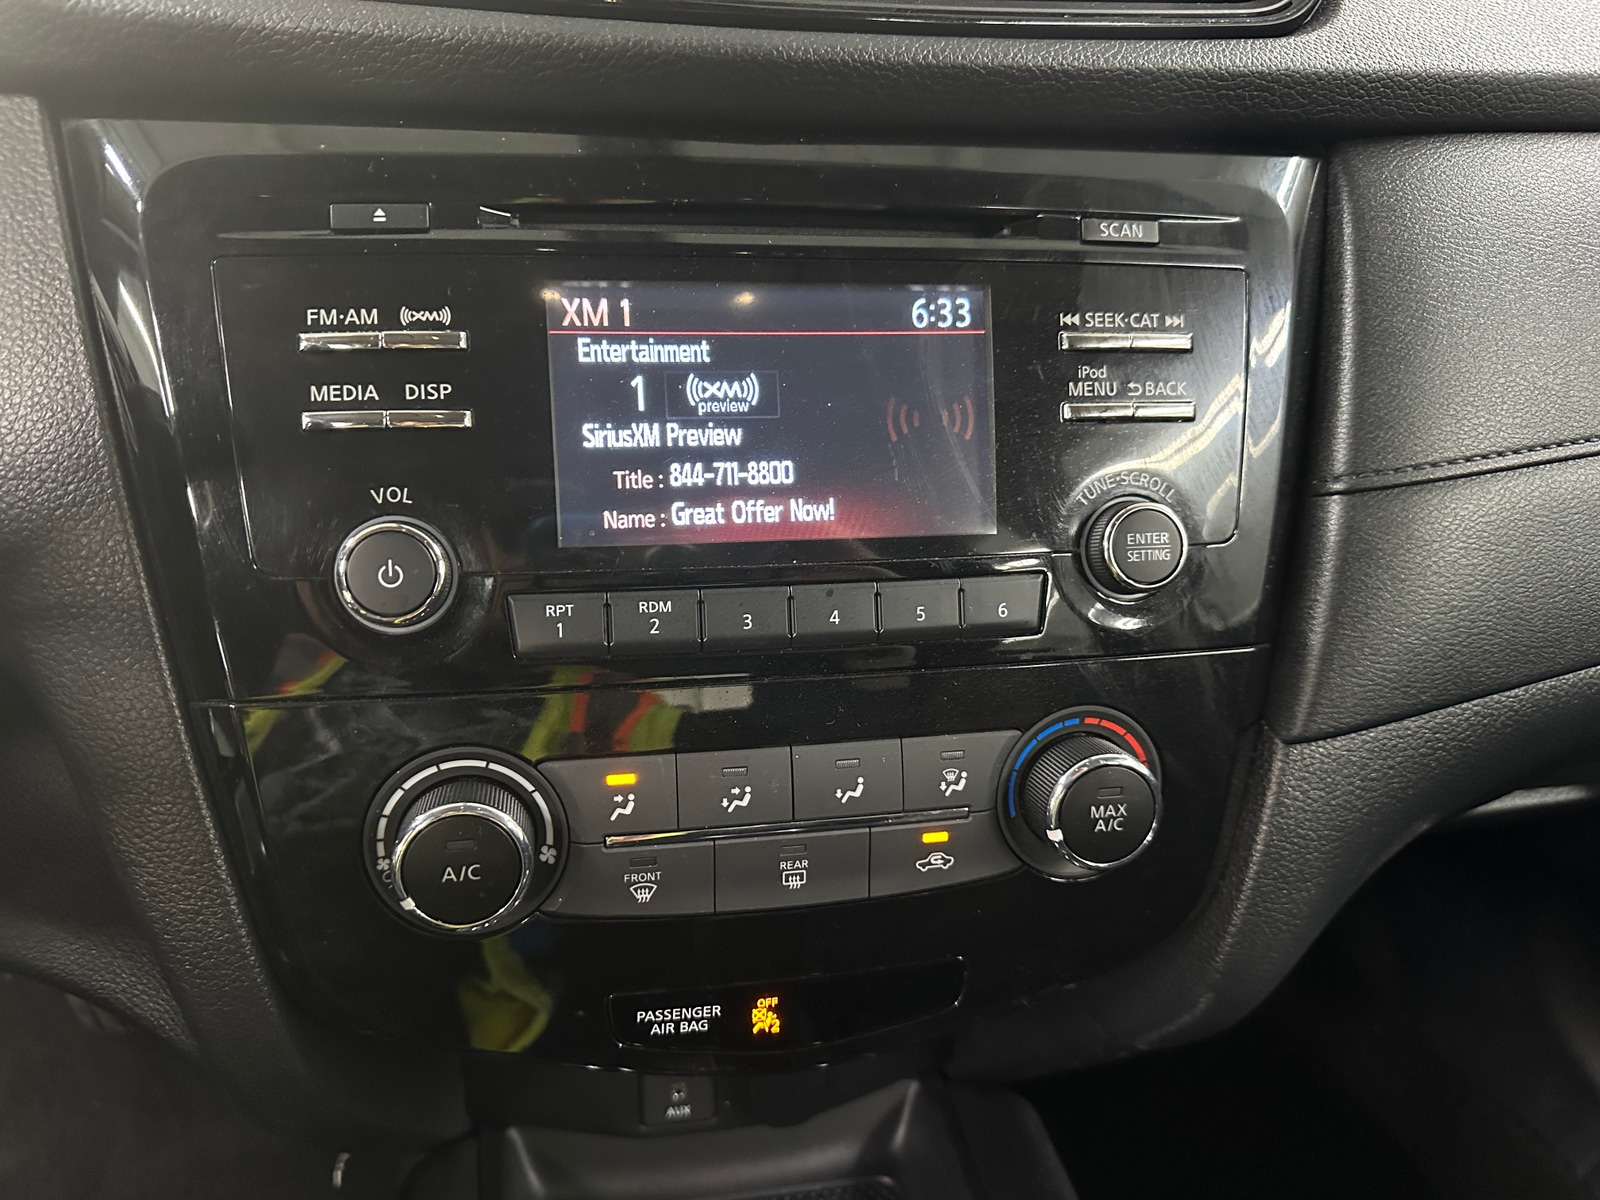 SCAN
FM·AM XM
SEEK·CAT
MEDIA DISP
iPod
MENU BACK
XM 1 6:33
Entertainment
1 XM
preview
SiriusXM Preview
Title : 844-711-8800
Name : Great Offer Now!
VOL
TUNE·SCROLL
ENTER
SETTING
RPT RDM
1 2 3 4 5 6
A/C
MAX
A/C
FRONT
REAR
PASSENGER
AIR BAG
OFF
2
AUX